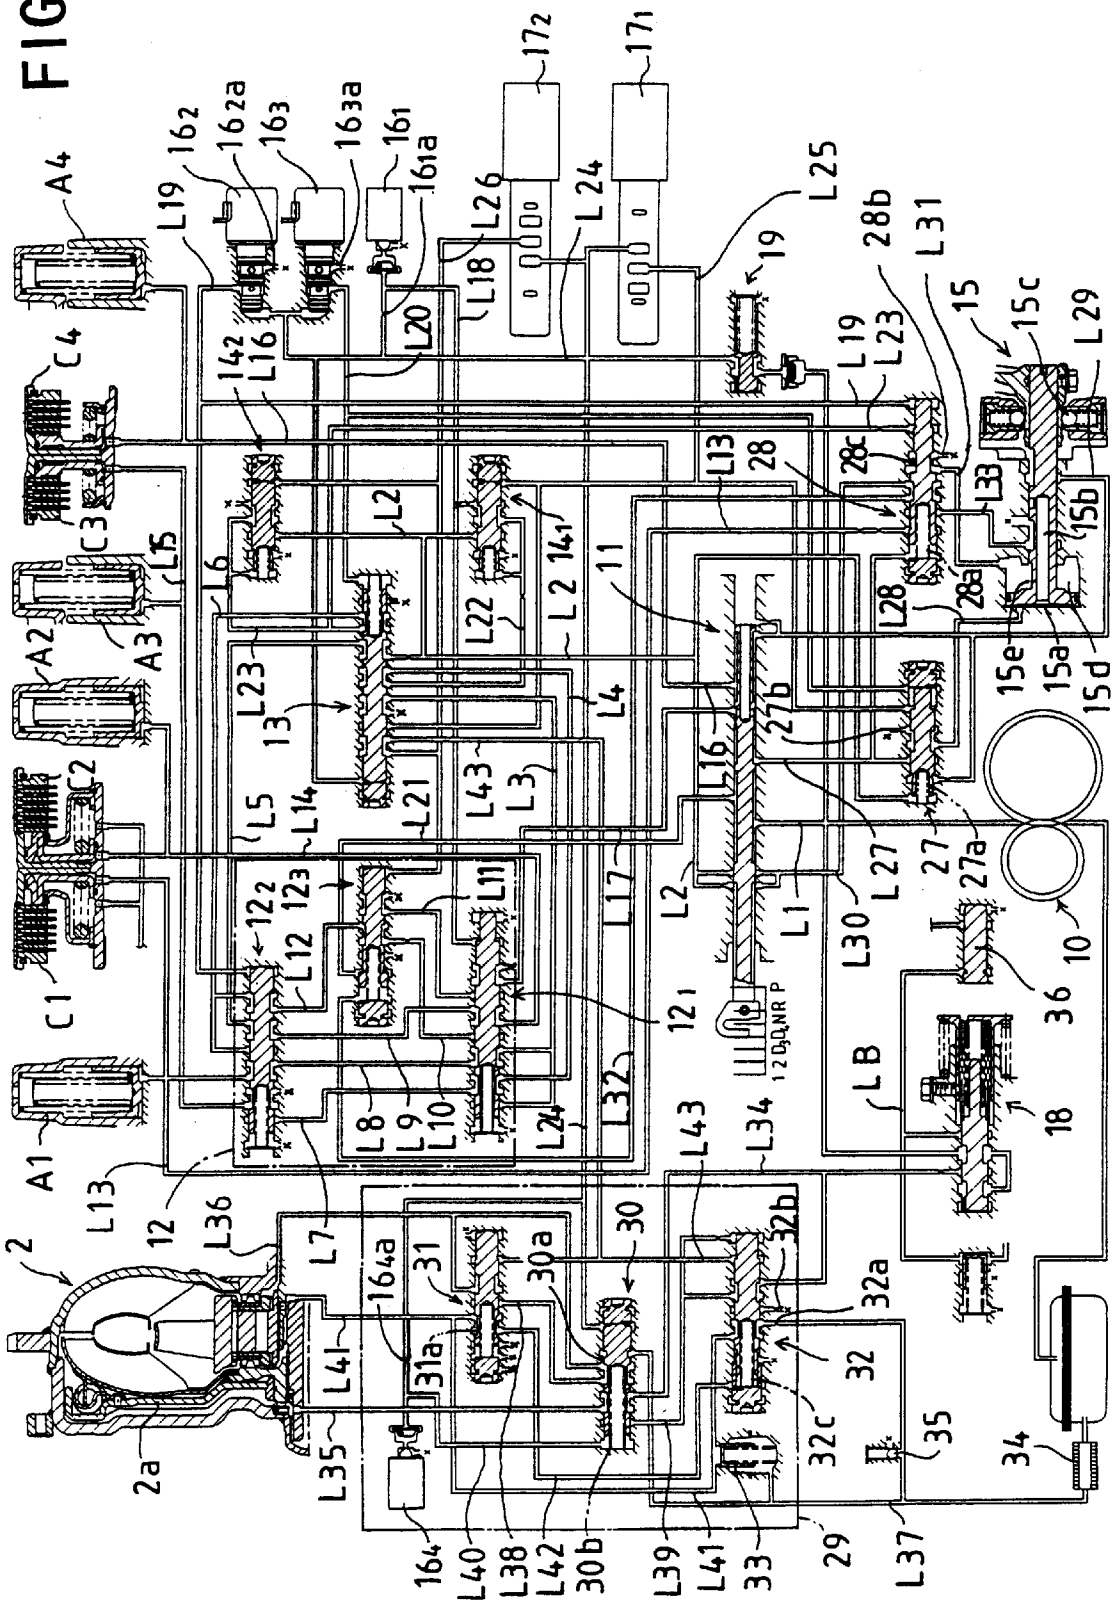 FIG
A4
L19
16₂
16₂a
16₃
16₃a
16₁
16₁a
L26
L18
17₂
17₁
L24
L25
C4
C3
L15
A3
A2
C2
C1
A1
L13
14₂
L16
L20
L6
L23
L2
13
14₁
L22
L2
11
L4
L43
L3
19
28b
L31
15
15c
L29
L19
L23
L13
28
28c
L33
15b
28a
L28
15e
15a
15d
L16
27b
L5
L14
L21
12₃
12₂
L12
L11
L17
L2
L1
L27
27
27a
L30
10
12₁
1 2 D₃ D₄ N R P
36
L8
L9
L10
L24
L32
LB
18
12
L7
L36
2
2a
L41
L35
16₄a
16₄
31
31a
30a
30
L43
L34
32b
32a
32
32c
L40
L38
L42
30b
L39
L41
33
29
35
L37
34